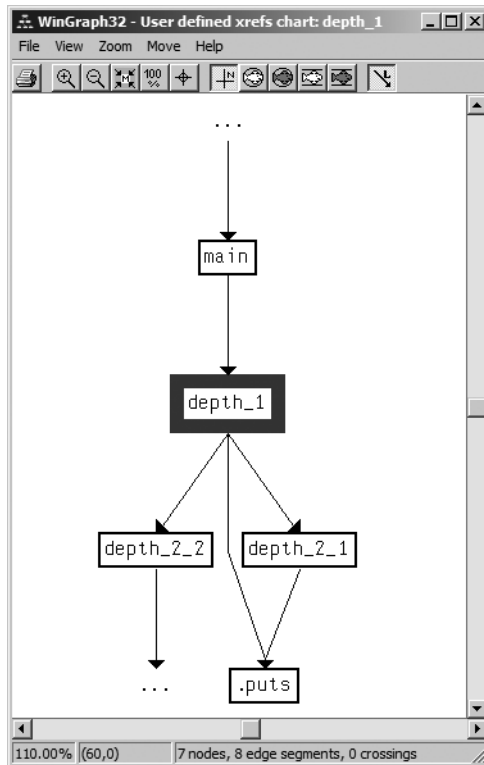 WinGraph32 - User defined xrefs chart: depth_1
File View Zoom Move Help
M 100 % N
...
main
depth_1
depth_2_2 depth_2_1
... .puts
110.00% (60,0) 7 nodes, 8 edge segments, 0 crossings